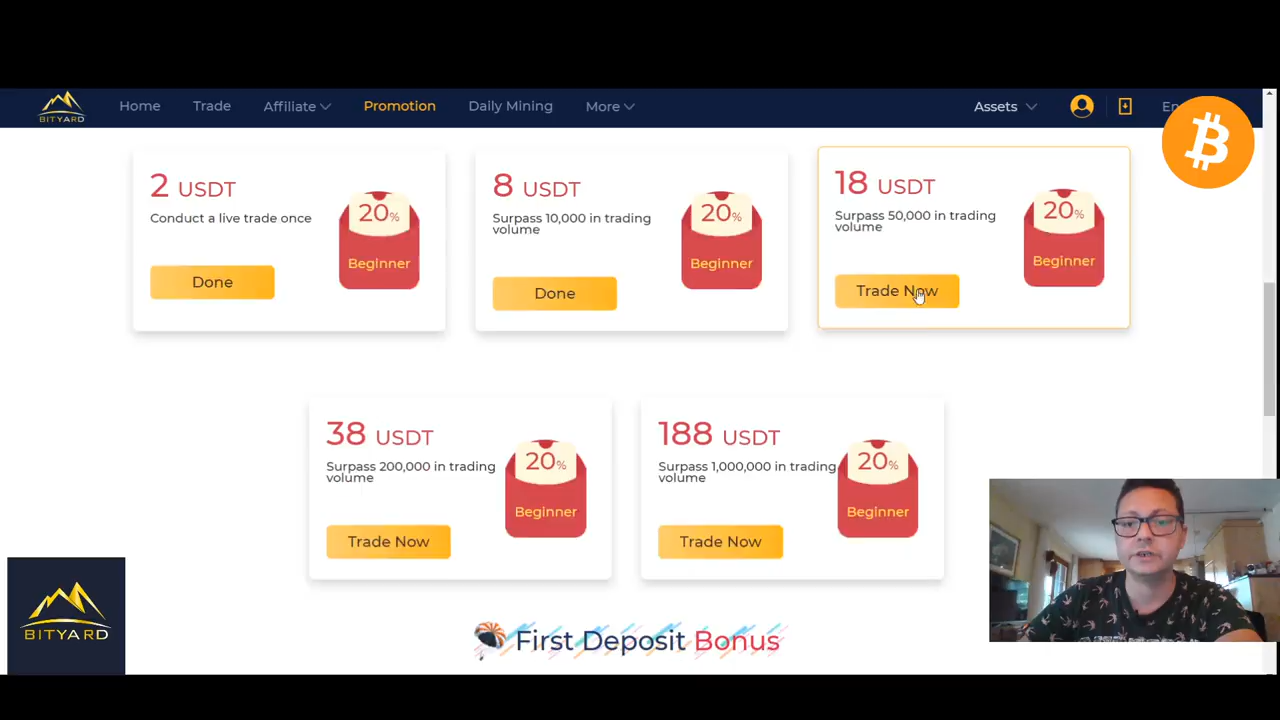 BITYARD
Home
Trade
Affiliate
Promotion
Daily Mining
More
Assets
En
2 USDT
Conduct a live trade once
Done
20%
Beginner
8 USDT
Surpass 10,000 in trading
volume
Done
20%
Beginner
18 USDT
Surpass 50,000 in trading
volume
Trade Now
20%
Beginner
38 USDT
Surpass 200,000 in trading
volume
Trade Now
20%
Beginner
188 USDT
Surpass 1,000,000 in trading
volume
Trade Now
20%
Beginner
BITYARD
First Deposit Bonus